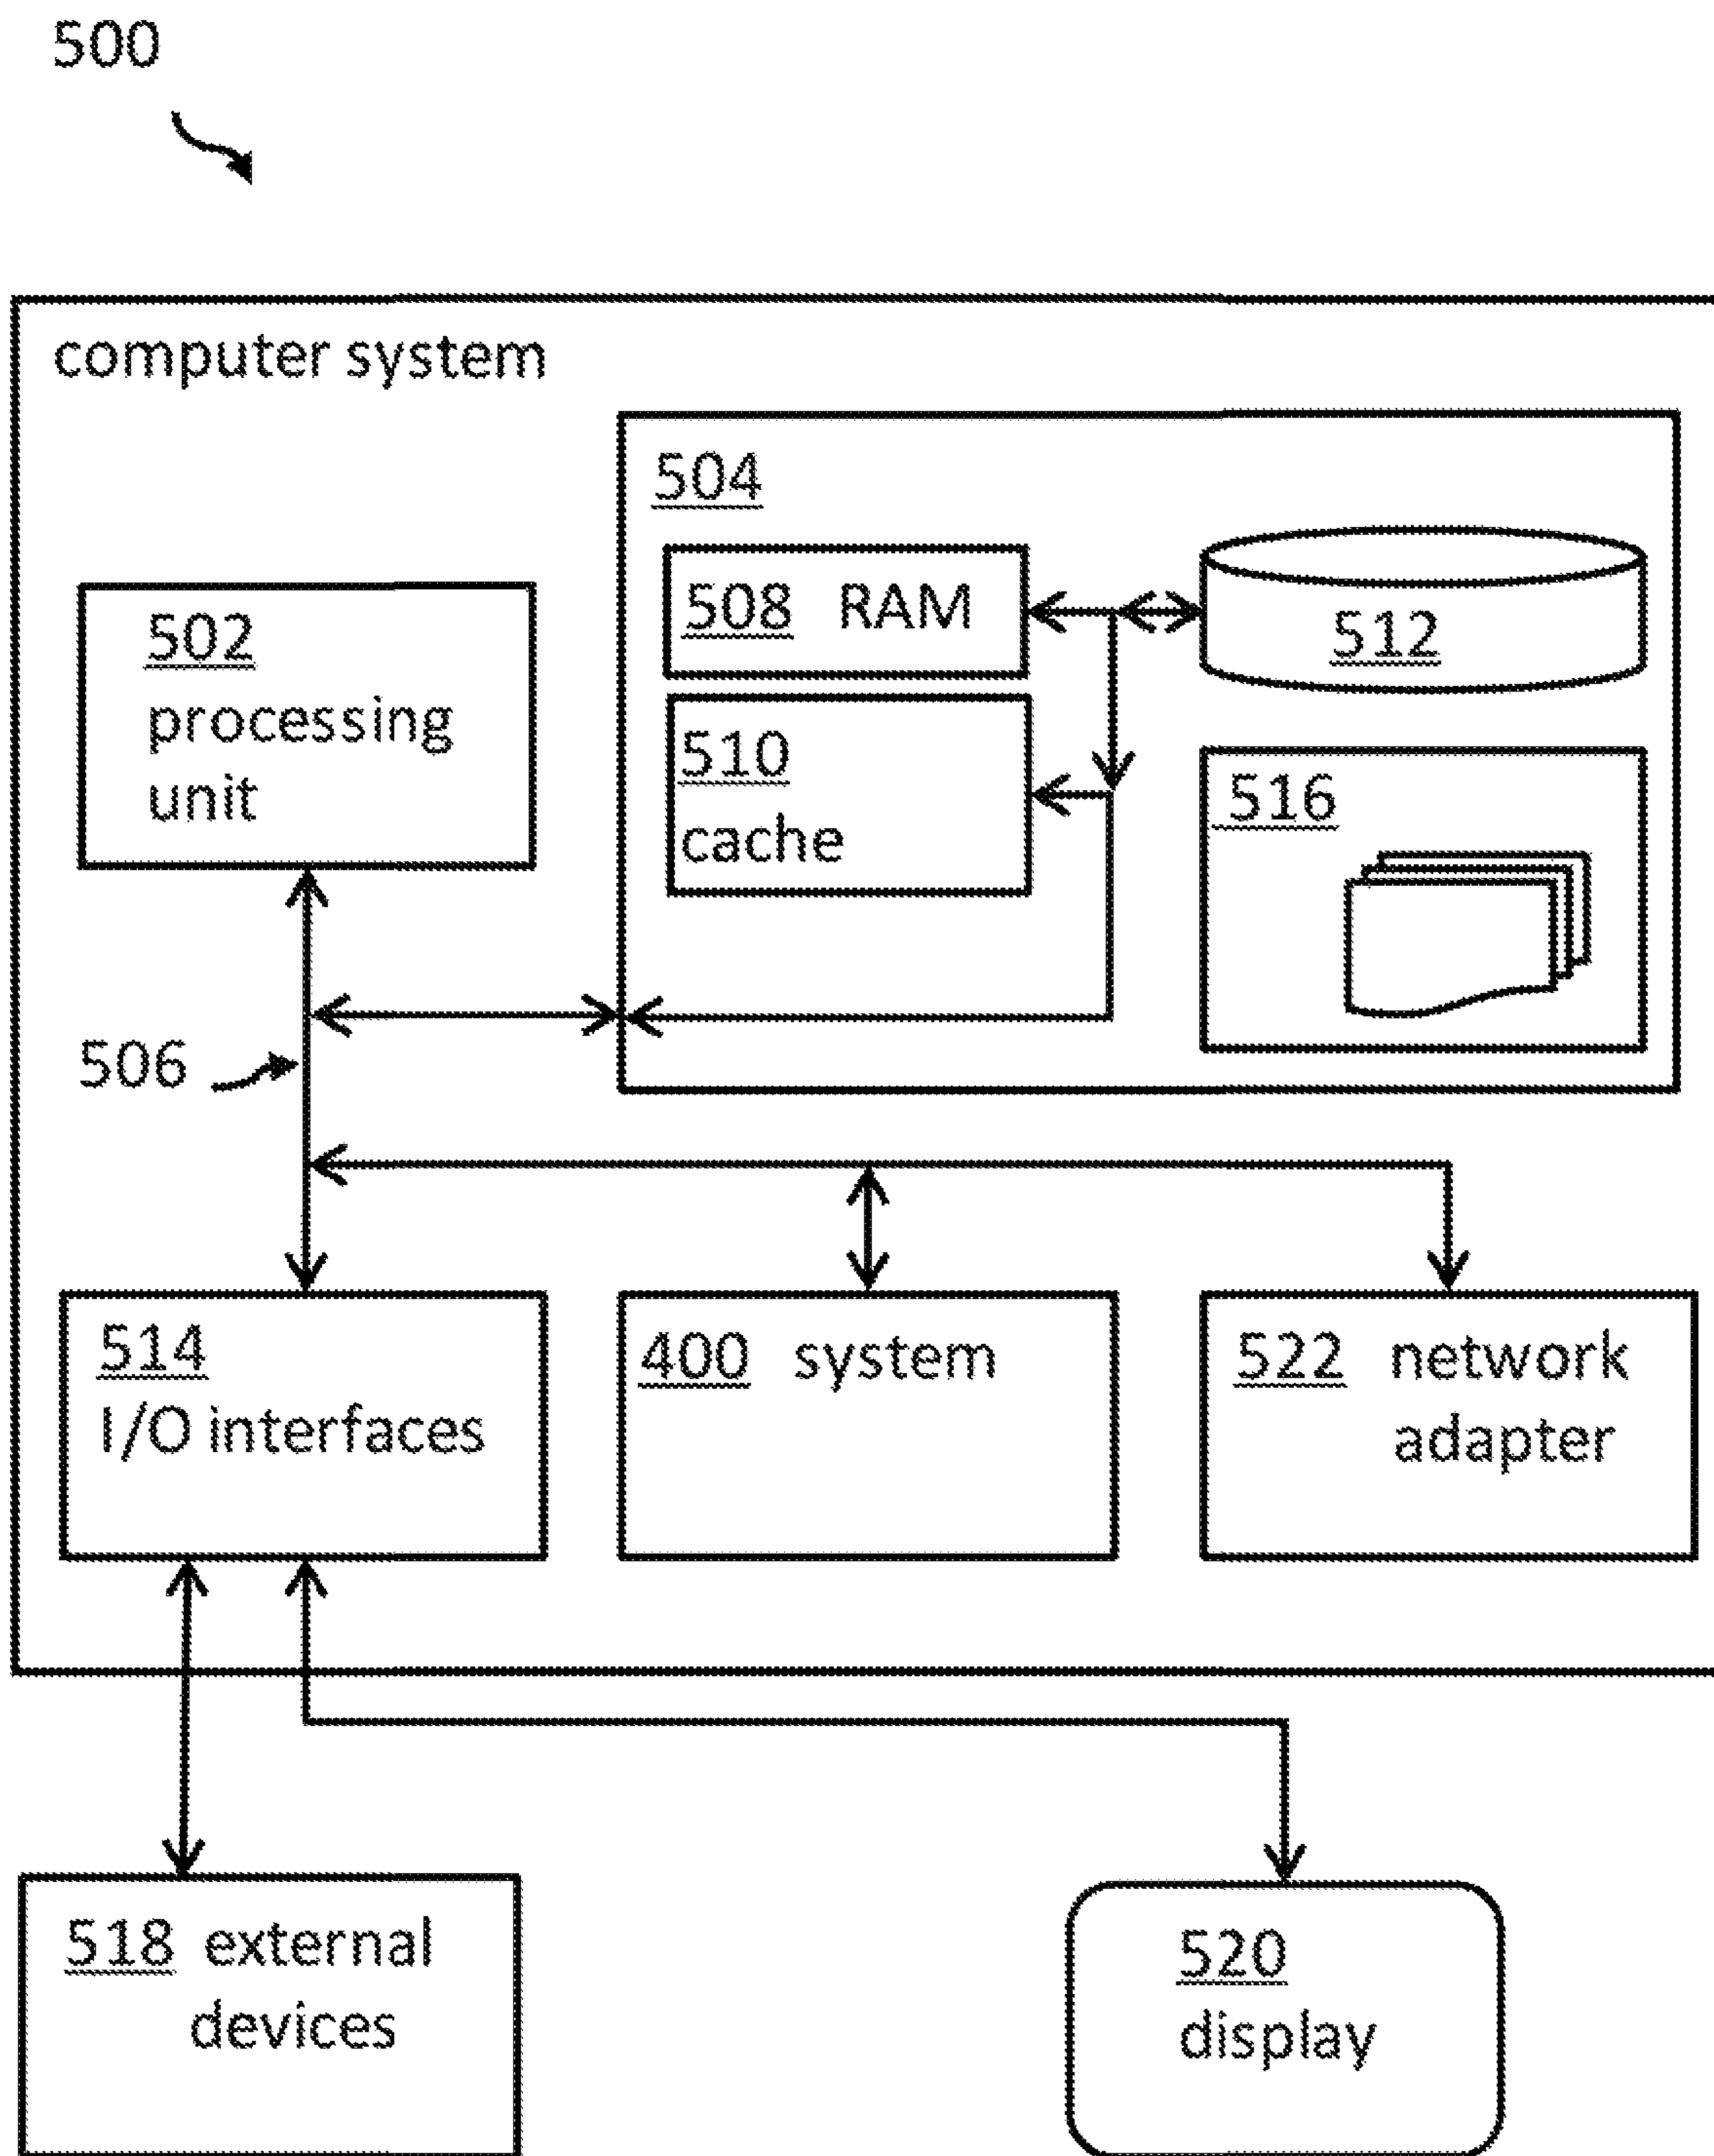 500
computer system
504
508 RAM
512
502
processing
unit
510
cache
516
506
514
I/O interfaces
400 system
522 network
adapter
518 external
devices
520
display